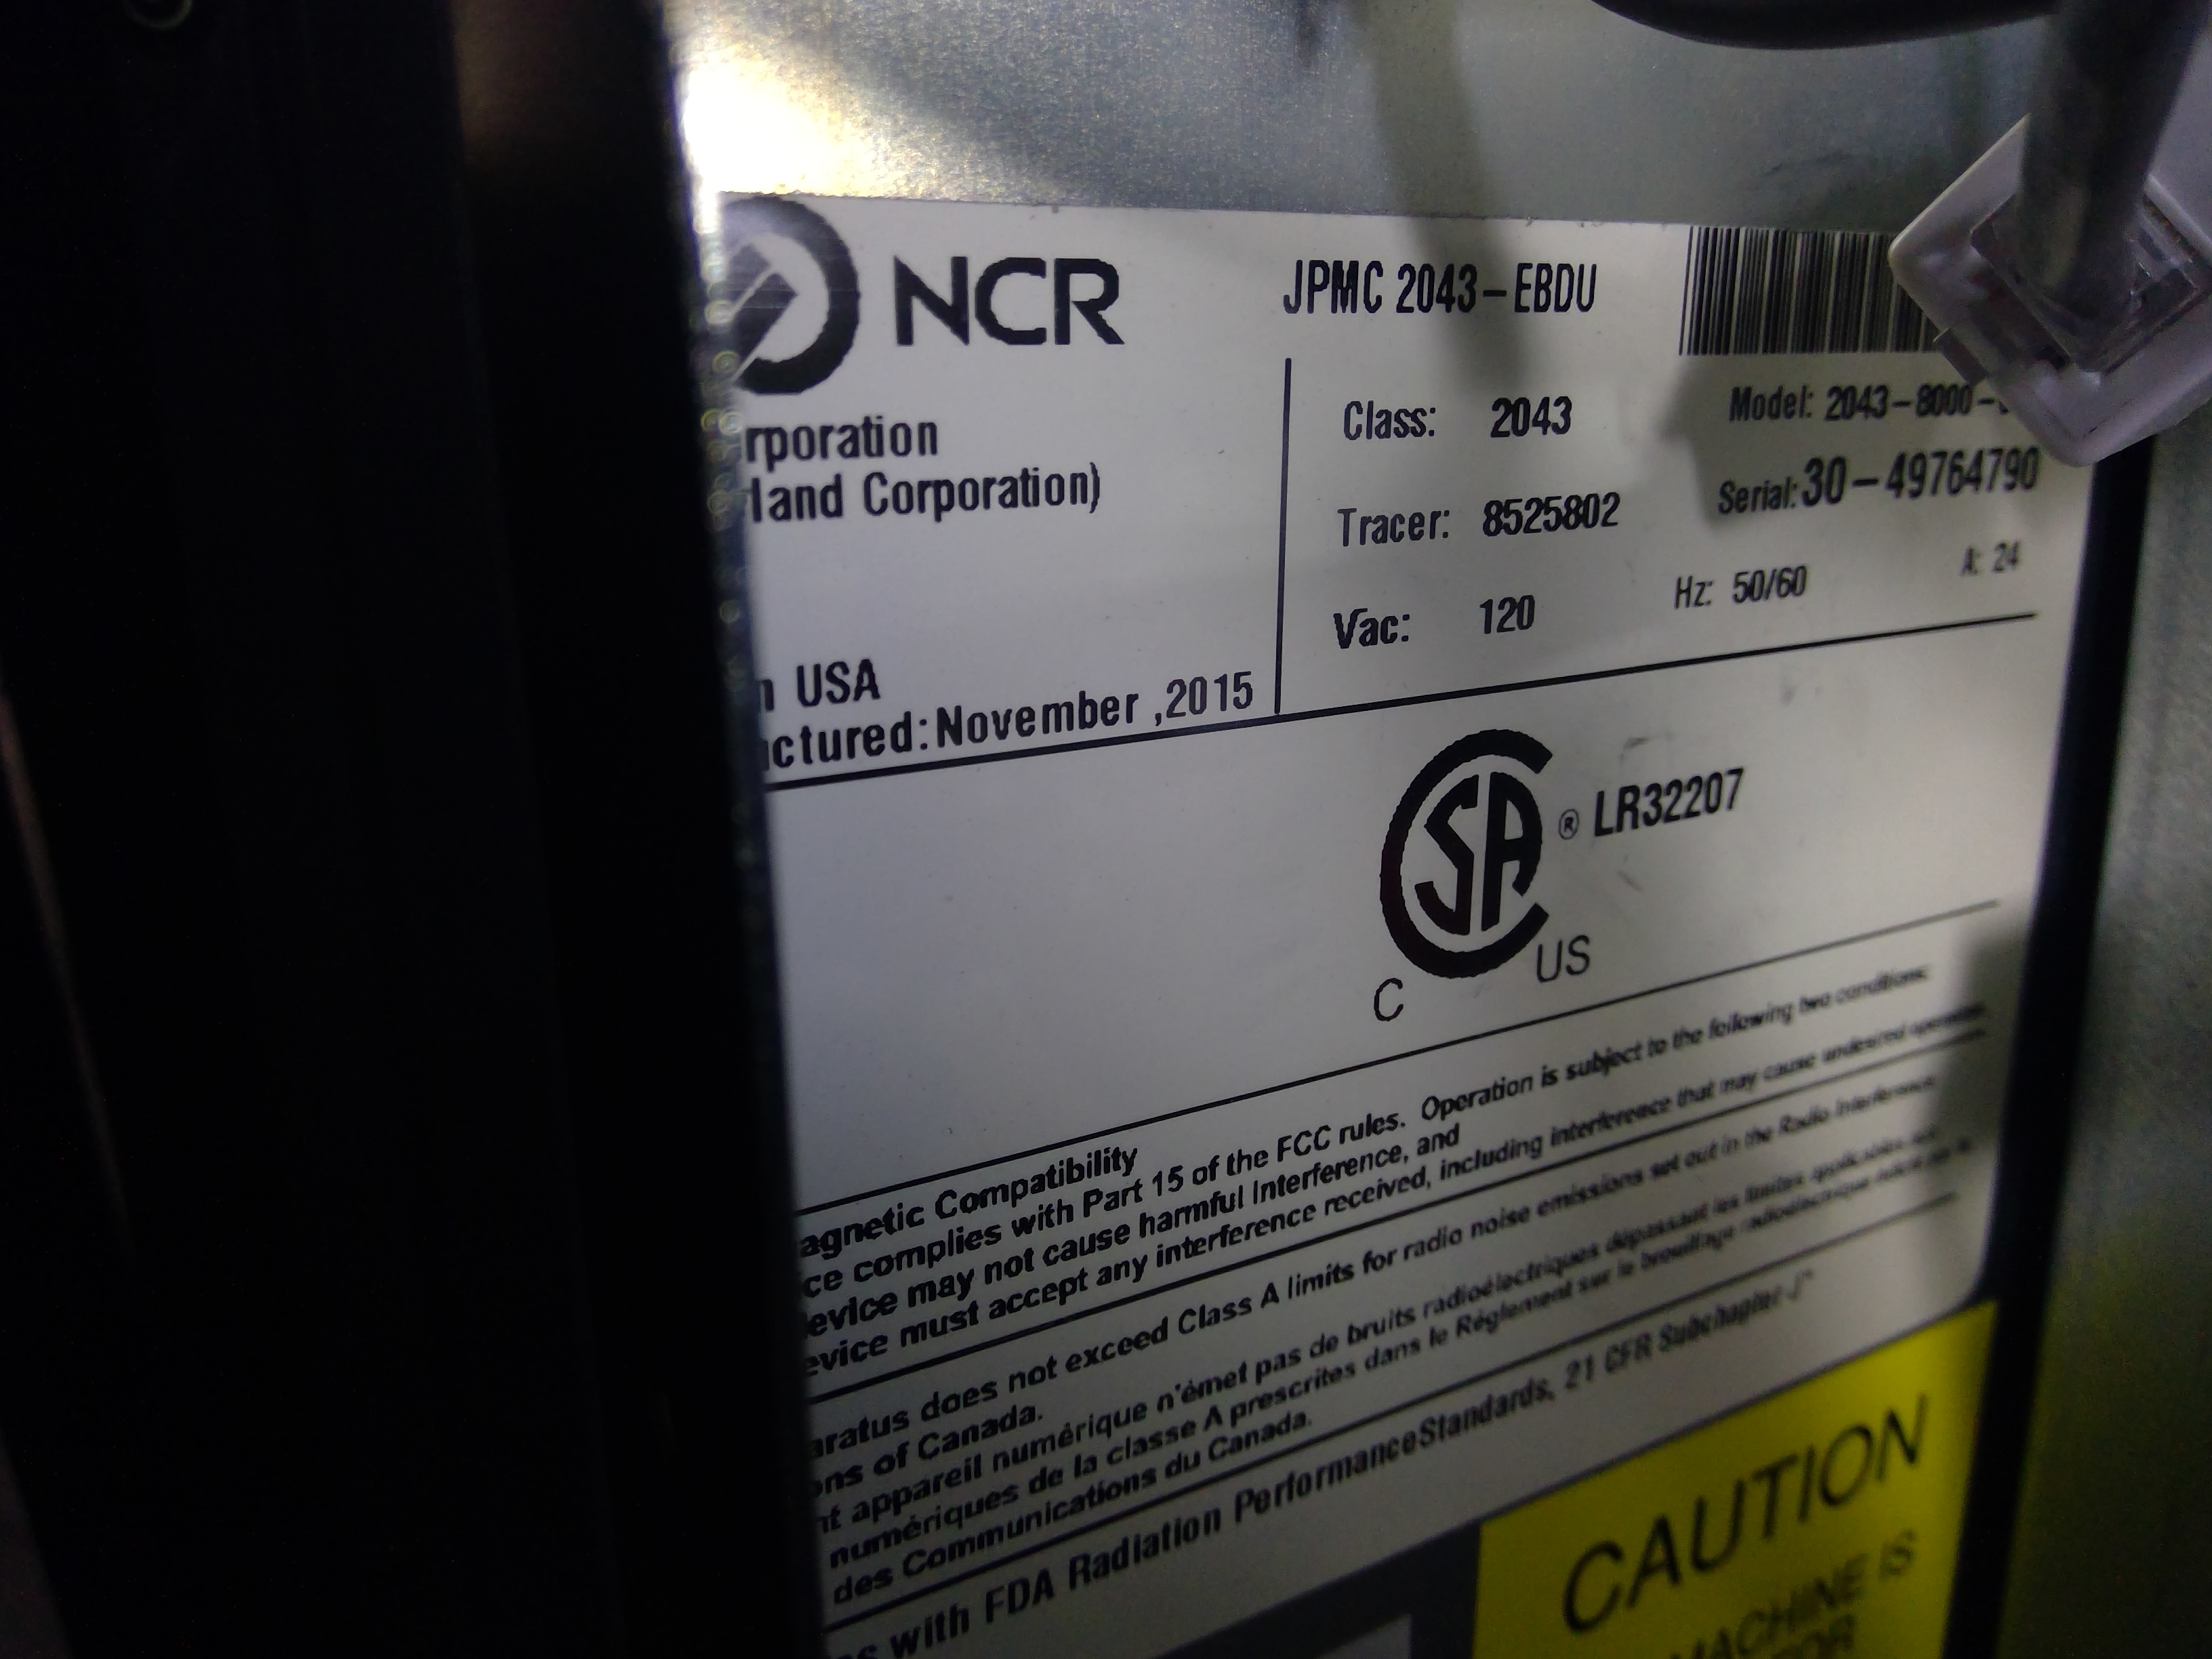 NCR
JPMC 2043-EBDU
rporation
land Corporation)
USA
ctured: November ,2015
Class: 2043
Model: 2043-8000-
Tracer: 8525802
Serial: 30-49764790
Vac: 120
Hz: 50/60
A: 24
CSA ® LR32207
C US
agnetic Compatibility
ce complies with Part 15 of the FCC rules. Operation is subject to the following two conditions:
evice may not cause harmful Interference, and
evice must accept any interference received, including interference that may cause undesired operation.
aratus does not exceed Class A limits for radio noise emissions set out in the Radio Interference
ons of Canada.
nt appareil numérique n'émet pas de bruits radioélectriques dépassant les limites applicables aux
numériques de la classe A prescrites dans le Réglement sur le brouillage radioélectrique
des Communications du Canada.
with FDA Radiation Performance Standards, 21 CFR Subchapter J
CAUTION
MACHINE IS